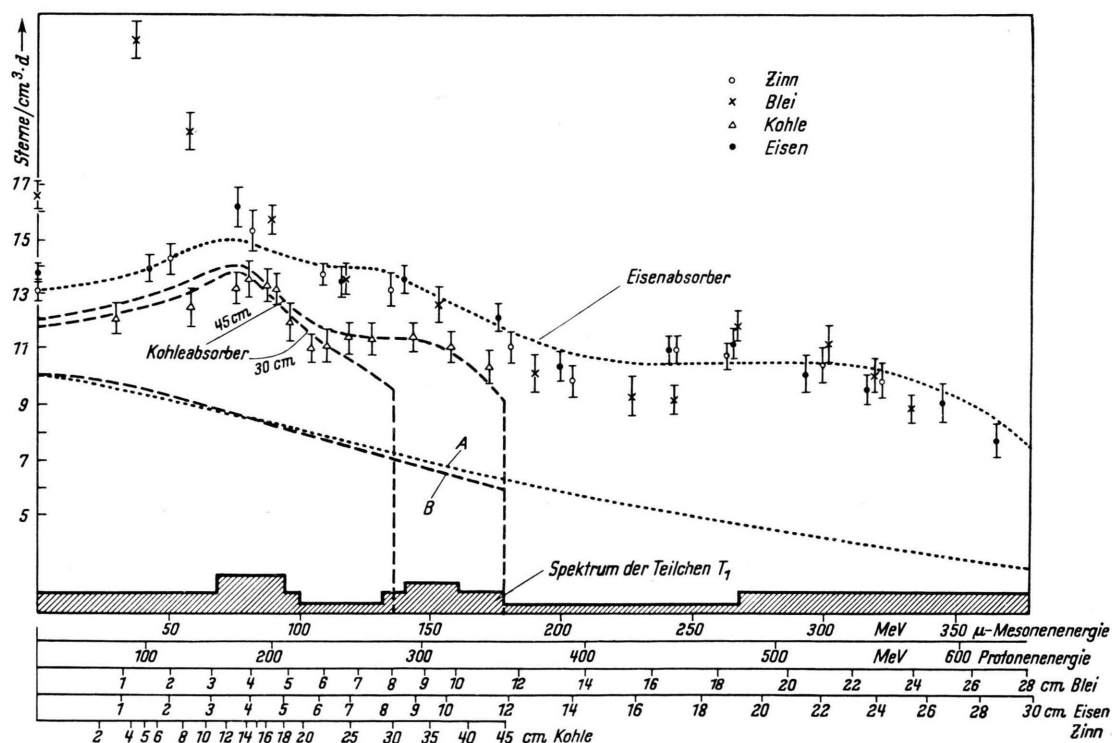 Sterne/cm³·d
○ Zinn
× Blei
△ Kohle
● Eisen
17
15
13
11
9
7
5
Eisenabsorber
45 cm
Kohleabsorber
30 cm
A
B
Spektrum der Teilchen T₁
50 100 150 200 250 MeV 300 350 μ-Mesonenenergie
100 200 300 400 500 MeV 600 Protonenenergie
1 2 3 4 5 6 7 8 9 10 12 14 16 18 20 22 24 26 28 cm Blei
1 2 3 4 5 6 7 8 9 10 12 14 16 18 20 22 24 26 28 30 cm Eisen
Zinn
2 4 5 6 8 10 12 14 16 18 20 25 30 35 40 45 cm Kohle